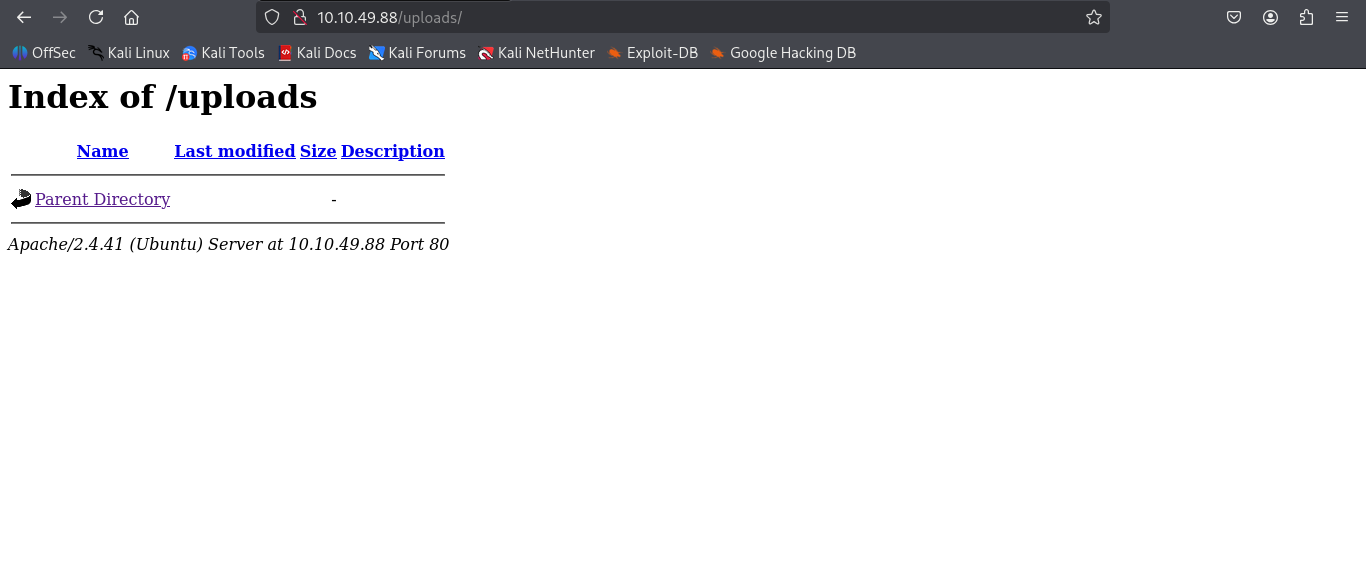 10.10.49.88/uploads/
OffSec Kali Linux Kali Tools Kali Docs Kali Forums Kali NetHunter Exploit-DB Google Hacking DB
Index of /uploads
Name Last modified Size Description
Parent Directory -
Apache/2.4.41 (Ubuntu) Server at 10.10.49.88 Port 80